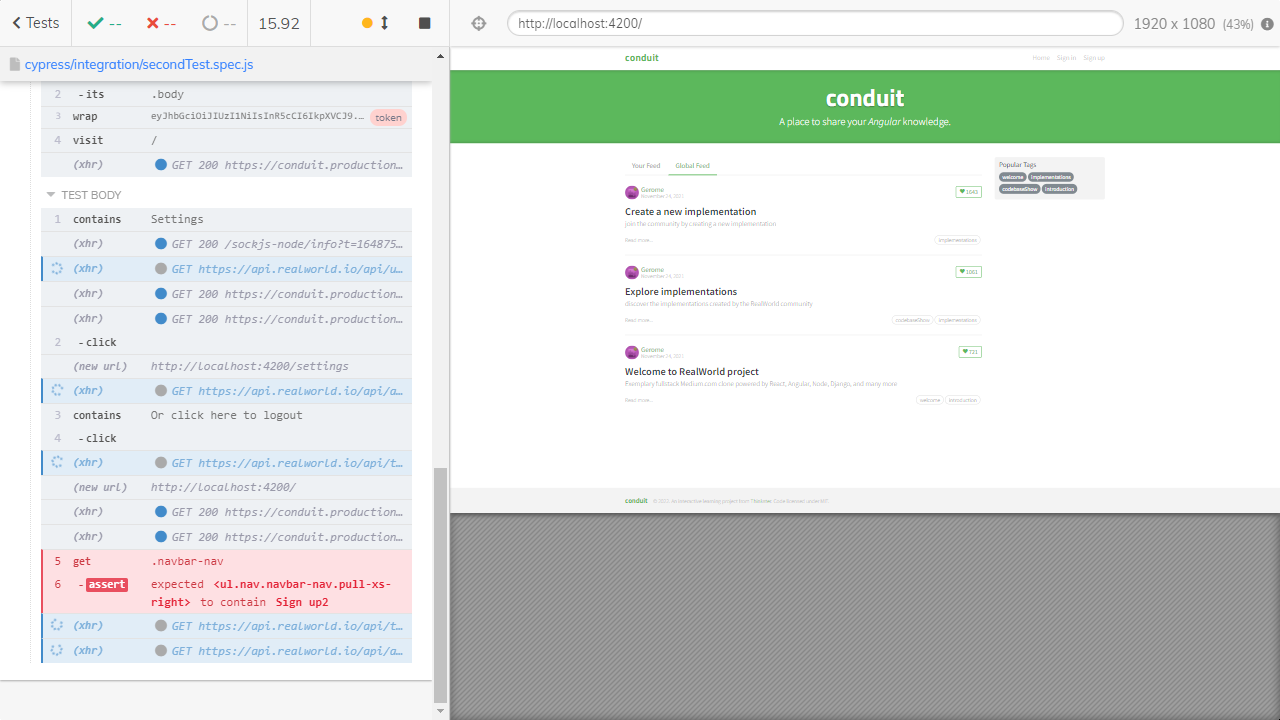 Tests
--
--
--
15.92
http://localhost:4200/
1920 x 1080 (43%)
cypress/integration/secondTest.spec.js
2 -its .body
3 wrap token
4 visit /
(xhr) GET 200 https://conduit.production…
TEST BODY
1 contains Settings
(xhr) GET 200 /sockjs-node/info?t=16395…
(xhr) GET https://api.realworld.io/api/u…
(xhr) GET 200 https://conduit.production…
(xhr) GET 200 https://conduit.production…
2 -click
(new url) http://localhost:4200/settings
(xhr) GET https://api.realworld.io/api/a…
3 contains Or click here to logout
4 -click
(xhr) GET https://api.realworld.io/api/t…
(new url) http://localhost:4200/
(xhr) GET 200 https://conduit.production…
(xhr) GET 200 https://conduit.production…
5 get .navbar-nav
6 -assert expected <ul.nav.navbar-nav.pull-xs-
right> to contain Sign up2
(xhr) GET https://api.realworld.io/api/t…
(xhr) GET https://api.realworld.io/api/a…
conduit
Home Sign in Sign up
conduit
A place to share your Angular knowledge.
Your Feed Global Feed
Popular Tags
welcome implementations
codebaseShow introduction
Gerome
November 24, 2021
1643
Create a new implementation
join the community by creating a new implementation
Read more...
implementations
Gerome
November 24, 2021
1061
Explore implementations
discover the implementations created by the RealWorld community
Read more...
codebaseShow implementations
Gerome
November 24, 2021
731
Welcome to RealWorld project
Exemplary fullstack Medium.com clone powered by React, Angular, Node, Django, and many more
Read more...
welcome introduction
conduit © 2021. An interactive learning project from Thinkster. Code licensed under MIT.